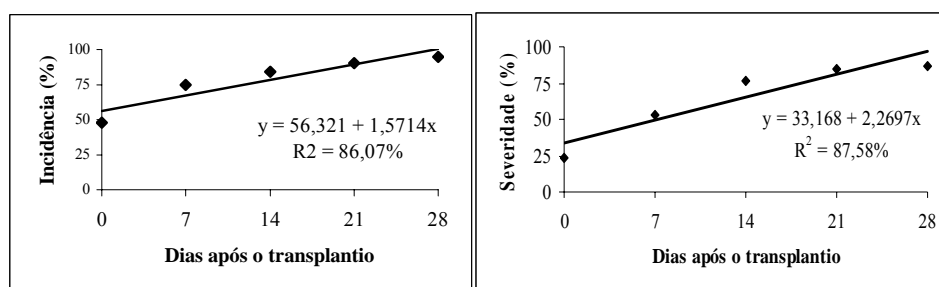 Incidência (%)
100
75
50
25
0
y = 56,321 + 1,5714x
R2 = 86,07%
0 7 14 21 28
Dias após o transplantio
Severidade (%)
100
75
50
25
0
y = 33,168 + 2,2697x
R² = 87,58%
0 7 14 21 28
Dias após o transplantio